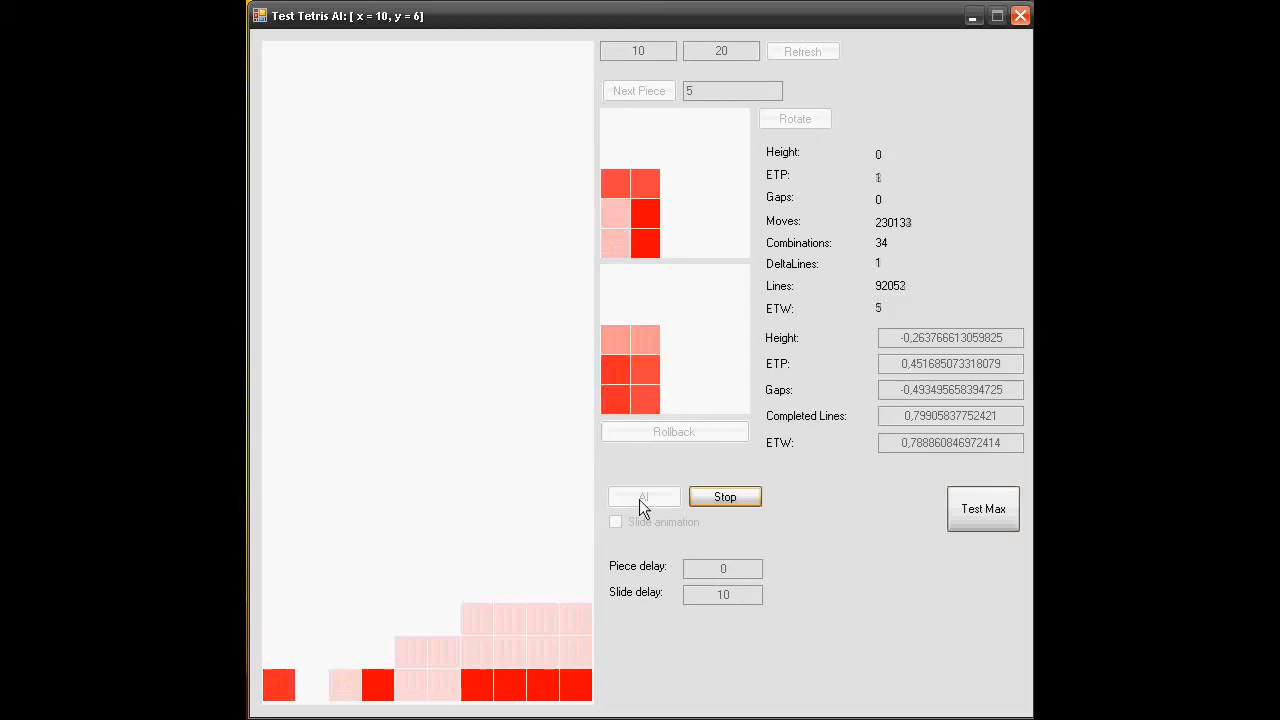 Test Tetris AI: [ x = 10, y = 6]
10 20 Refresh
Next Piece 5
Rotate
Height: 0
ETP: 1
Gaps: 0
Moves: 230133
Combinations: 34
DeltaLines: 1
Lines: 92052
ETW: 5
Height: -0,263766613059825
ETP: 0,451685073318079
Gaps: -0,493495658394725
Completed Lines: 0,79905837752421
ETW: 0,788860846972414
Rollback
AI Stop
Test Max
Slide animation
Piece delay: 0
Slide delay: 10